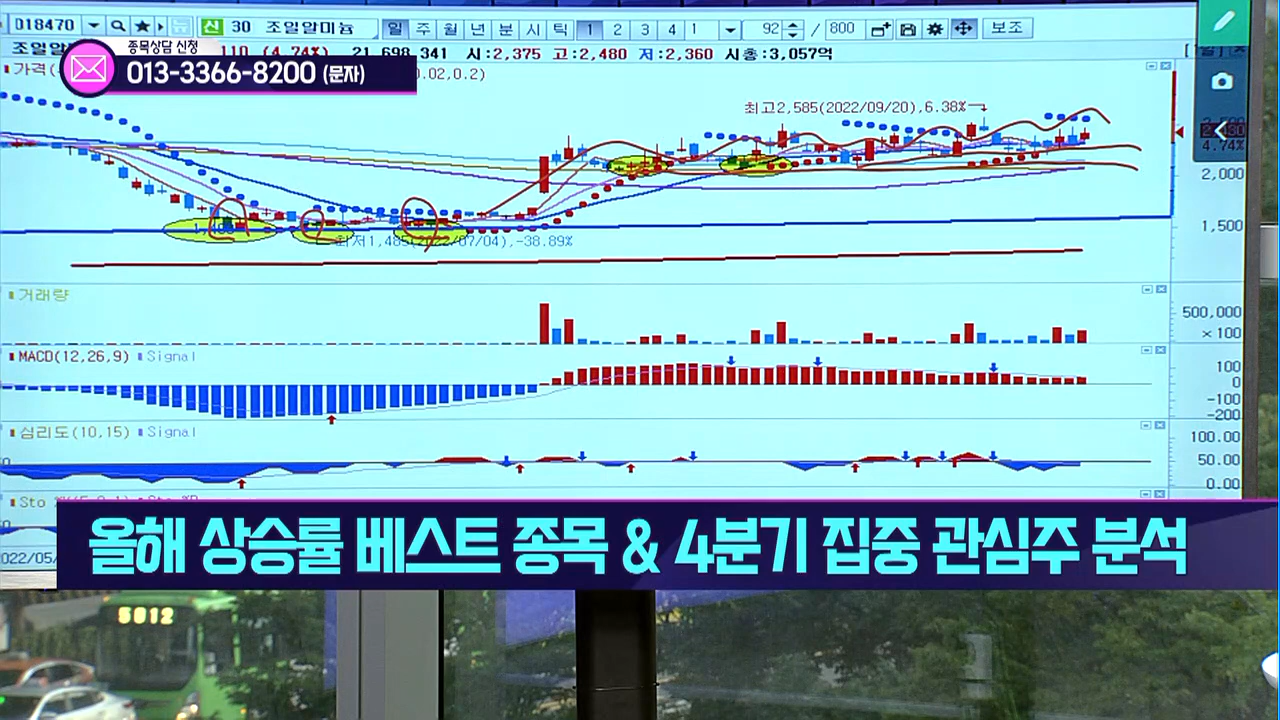 018470 신 30 조일알미늄 일 주 월 년 분 시 틱 1 2 3 4 1 92 / 800 보조
110 (4.74%) 21,698,341 시:2,375 고:2,480 저:2,360 시총:3,057억
종목상담 신청
013-3366-8200 (문자)
가격
0.02,0.2)
최고2,585(2022/09/20),6.38%→
4.74%
2,000
1,500
최저1,485(2022/07/04),-38.89%
거래량
500,000
×100
MACD(12,26,9) Signal
100
0
-100
-200
심리도(10,15) Signal
100.00
50.00
0.00
올해 상승률 베스트 종목 & 4분기 집중 관심주 분석
5012